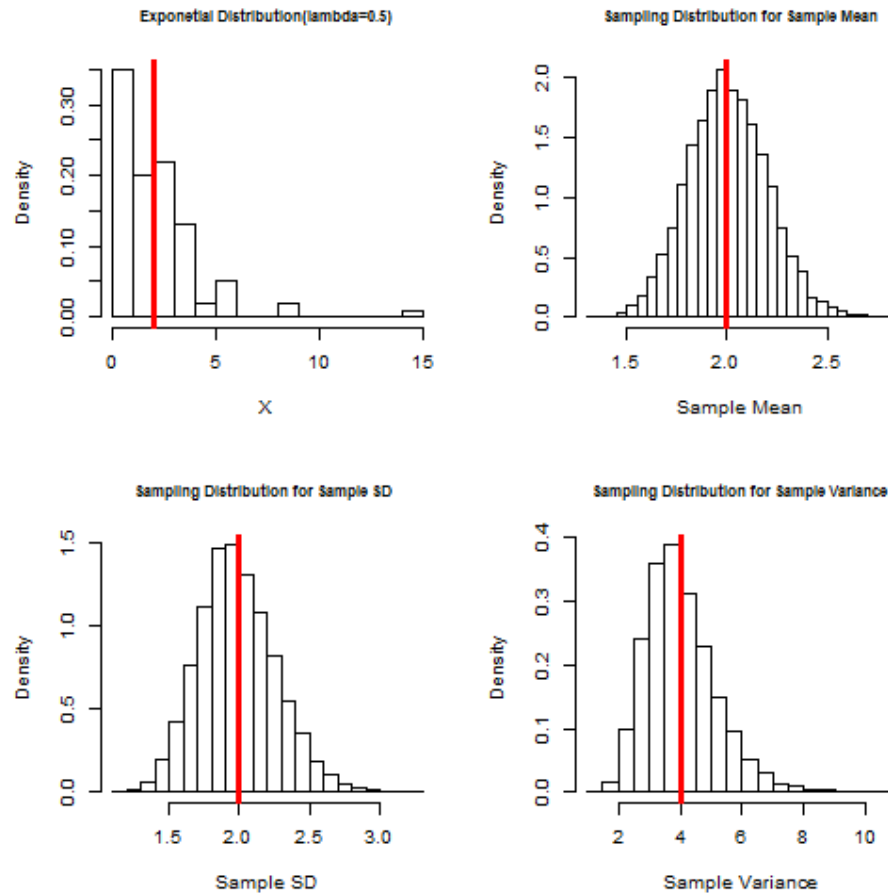 Exponetial Distribution(lambda=0.5)
Density
0.00
0.10
0.20
0.30
0
5
10
15
X
Sampling Distribution for Sample Mean
Density
0.0
0.5
1.0
1.5
2.0
1.5
2.0
2.5
Sample Mean
Sampling Distribution for Sample SD
Density
0.0
0.5
1.0
1.5
1.5
2.0
2.5
3.0
Sample SD
Sampling Distribution for Sample Variance
Density
0.0
0.1
0.2
0.3
0.4
2
4
6
8
10
Sample Variance